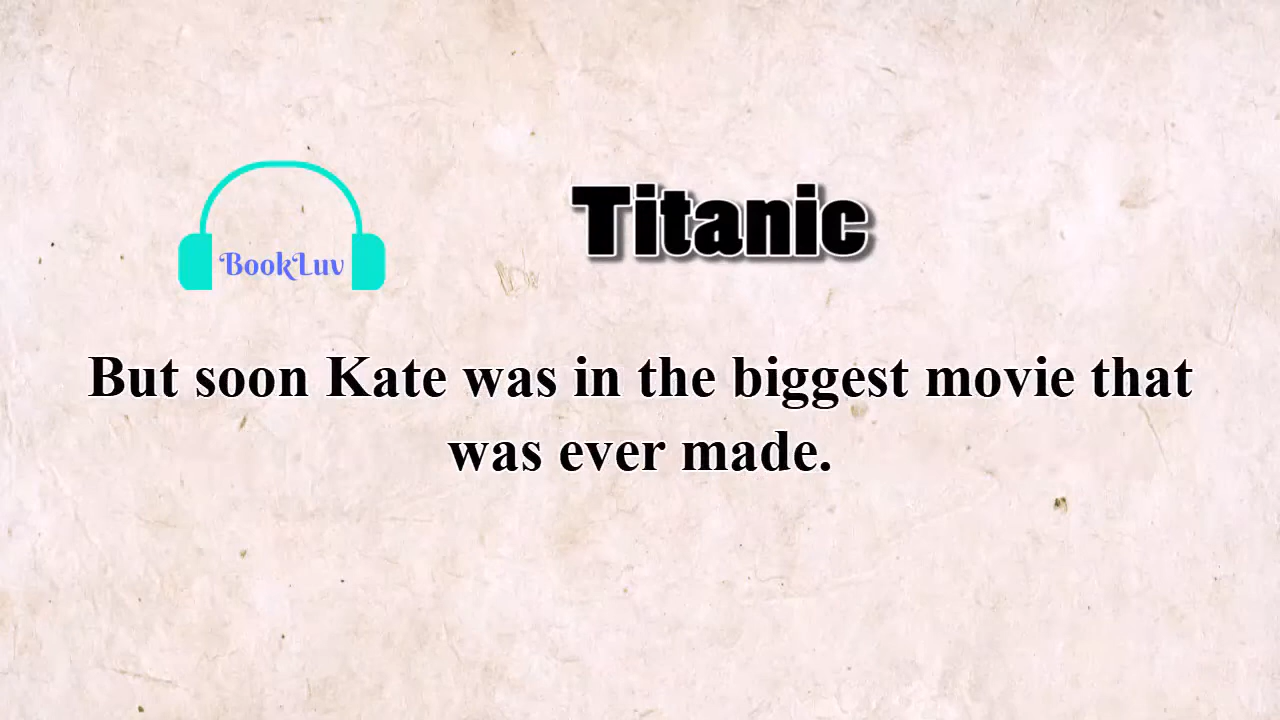 BookLuv
Titanic
But soon Kate was in the biggest movie that
was ever made.